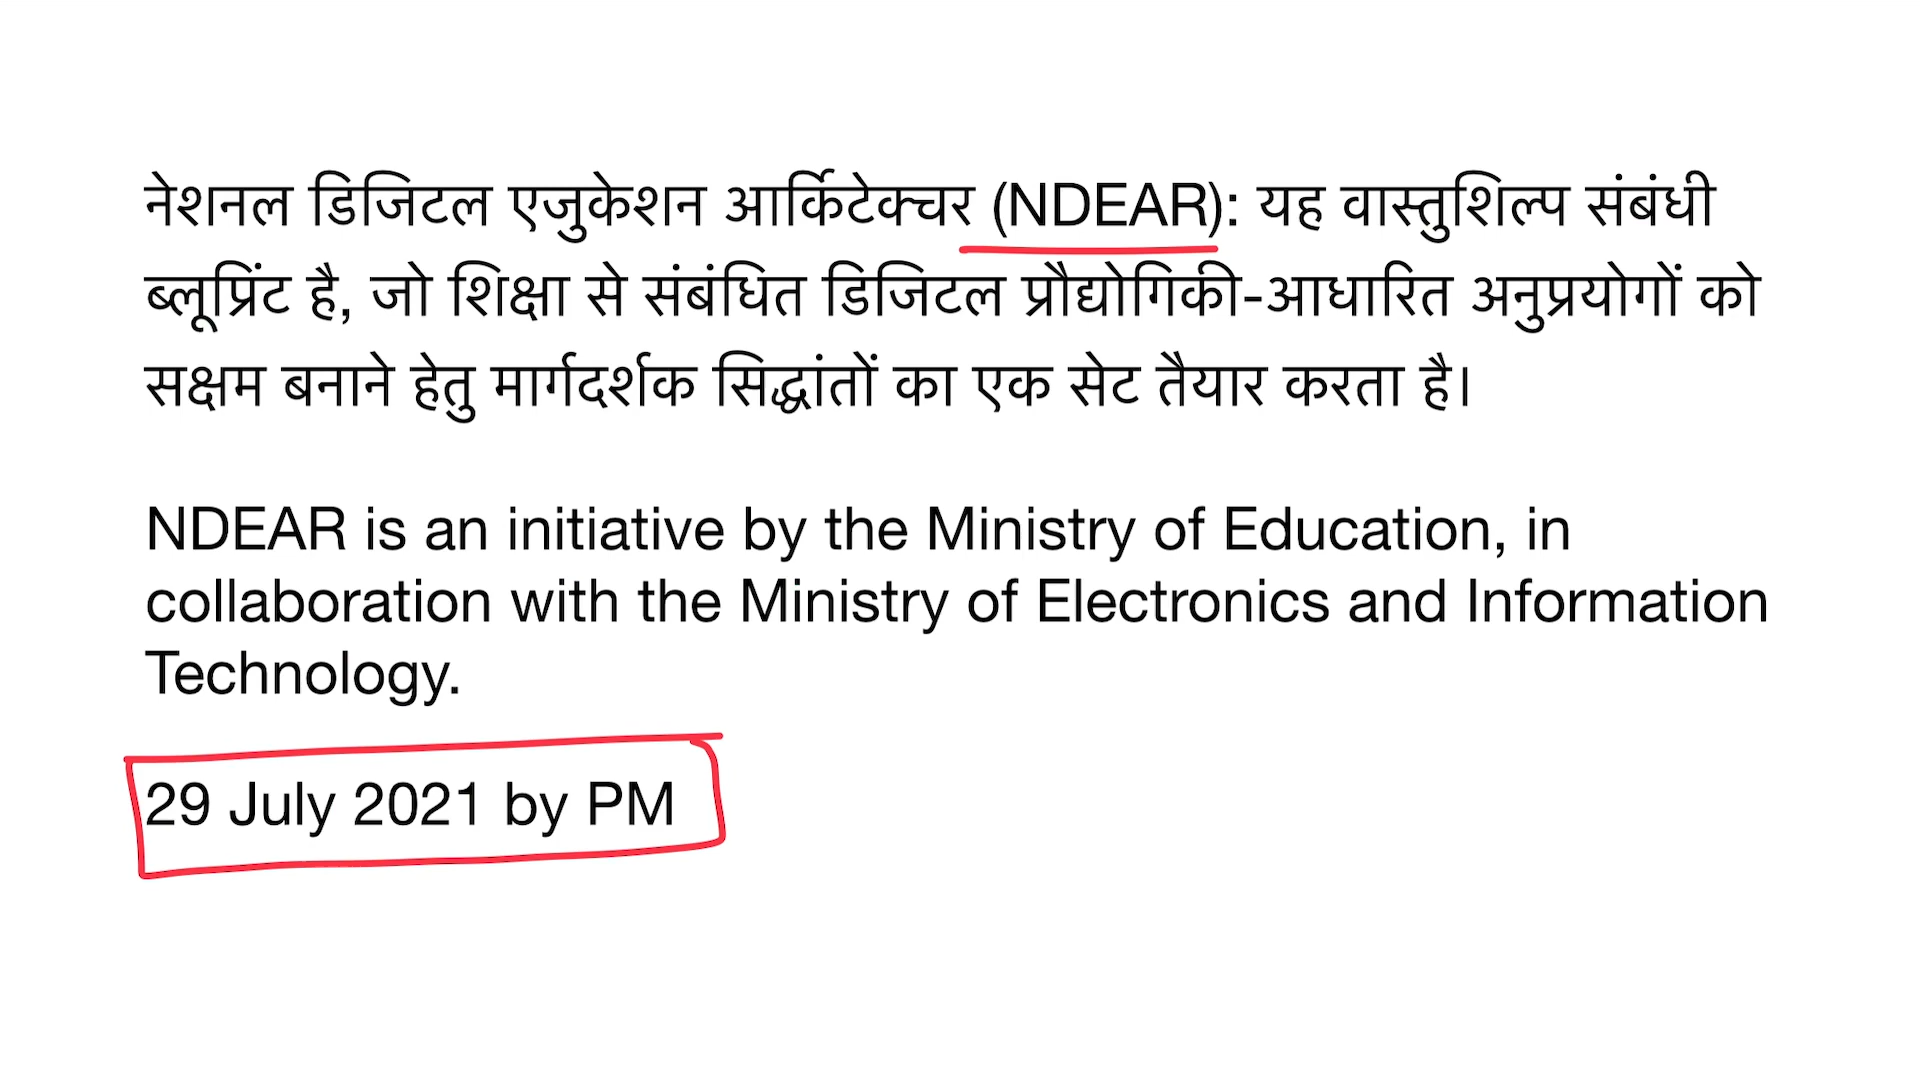 नेशनल डिजिटल एजुकेशन आर्किटेक्चर (NDEAR): यह वास्तुशिल्प संबंधी
ब्लूप्रिंट है, जो शिक्षा से संबंधित डिजिटल प्रौद्योगिकी-आधारित अनुप्रयोगों को
सक्षम बनाने हेतु मार्गदर्शक सिद्धांतों का एक सेट तैयार करता है।
NDEAR is an initiative by the Ministry of Education, in
collaboration with the Ministry of Electronics and Information
Technology.
29 July 2021 by PM